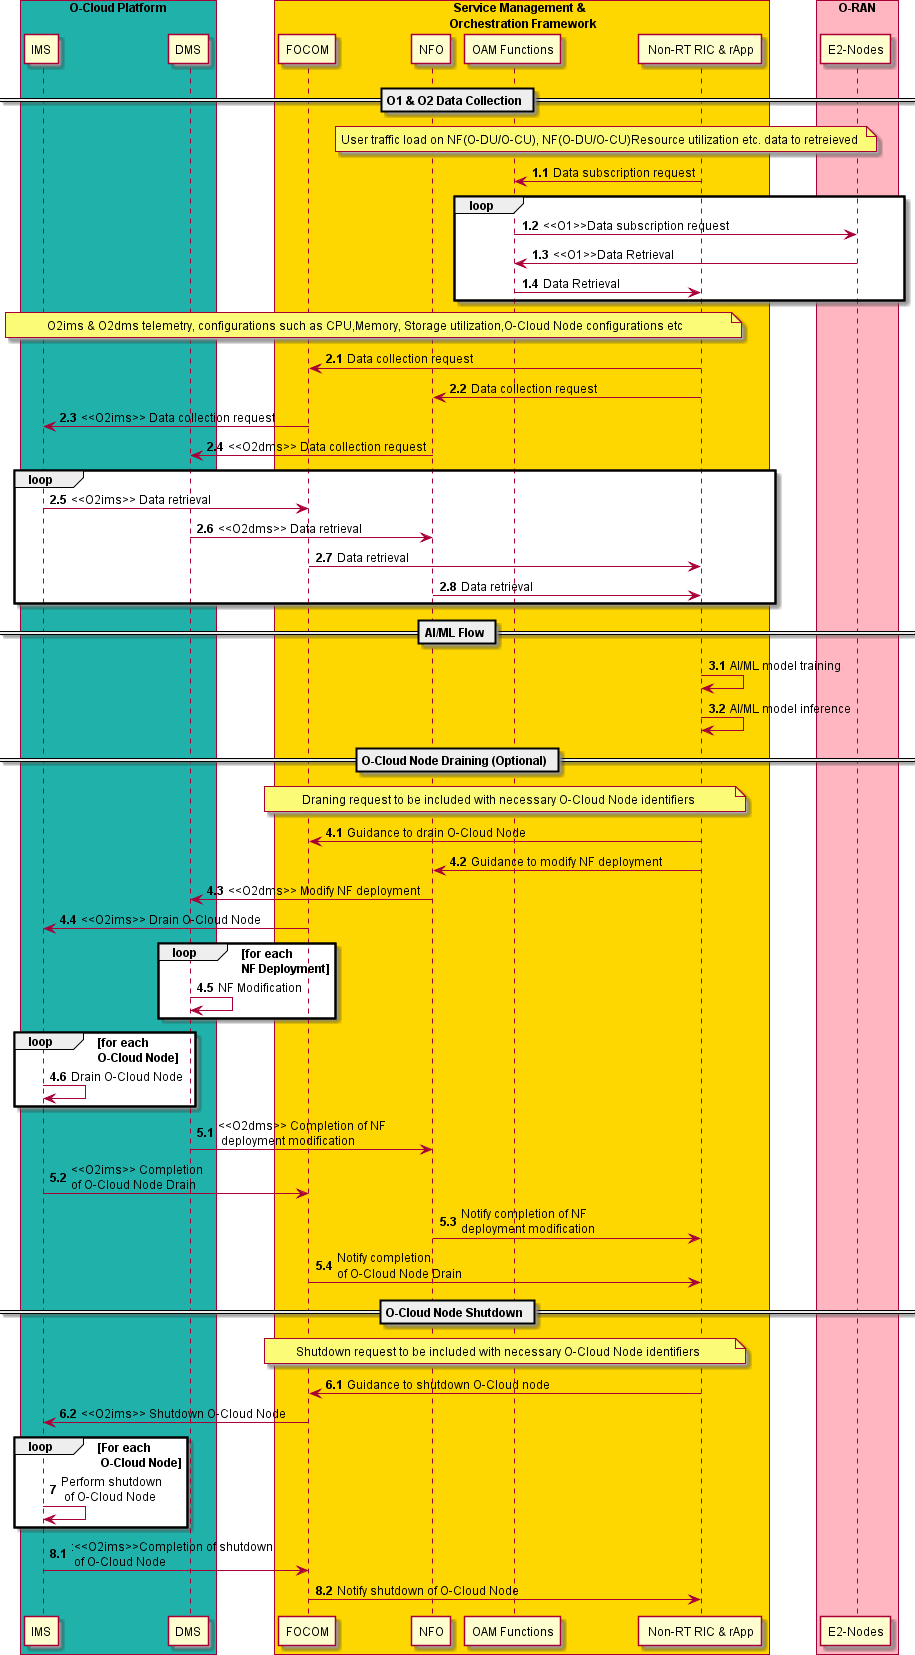 O-Cloud Platform
Service Management &
Orchestration Framework
O-RAN
IMS
DMS
FOCOM
NFO
OAM Functions
Non-RT RIC & rApp
E2-Nodes
O1 & O2 Data Collection
User traffic load on NF(O-DU/O-CU), NF(O-DU/O-CU)Resource utilization etc. data to retreieved
1.1 Data subscription request
loop
1.2 <<O1>>Data subscription request
1.3 <<O1>>Data Retrieval
1.4 Data Retrieval
O2ims & O2dms telemetry, configurations such as CPU,Memory, Storage utilization,O-Cloud Node configurations etc
2.1 Data collection request
2.2 Data collection request
2.3 <<O2ims>> Data collection request
2.4 <<O2dms>> Data collection request
loop
2.5 <<O2ims>> Data retrieval
2.6 <<O2dms>> Data retrieval
2.7 Data retrieval
2.8 Data retrieval
AI/ML Flow
3.1 AI/ML model training
3.2 AI/ML model inference
O-Cloud Node Draining (Optional)
Draning request to be included with necessary O-Cloud Node identifiers
4.1 Guidance to drain O-Cloud Node
4.2 Guidance to modify NF deployment
4.3 <<O2dms>> Modify NF deployment
4.4 <<O2ims>> Drain O-Cloud Node
loop [for each
NF Deployment]
4.5 NF Modification
loop [for each
O-Cloud Node]
4.6 Drain O-Cloud Node
5.1 <<O2dms>> Completion of NF
deployment modification
5.2 <<O2ims>> Completion
of O-Cloud Node Drain
5.3 Notify completion of NF
deployment modification
5.4 Notify completion
of O-Cloud Node Drain
O-Cloud Node Shutdown
Shutdown request to be included with necessary O-Cloud Node identifiers
6.1 Guidance to shutdown O-Cloud node
6.2 <<O2ims>> Shutdown O-Cloud Node
loop [For each
O-Cloud Node]
7 Perform shutdown
of O-Cloud Node
8.1 :<<O2ims>>Completion of shutdown
of O-Cloud Node
8.2 Notify shutdown of O-Cloud Node
IMS
DMS
FOCOM
NFO
OAM Functions
Non-RT RIC & rApp
E2-Nodes